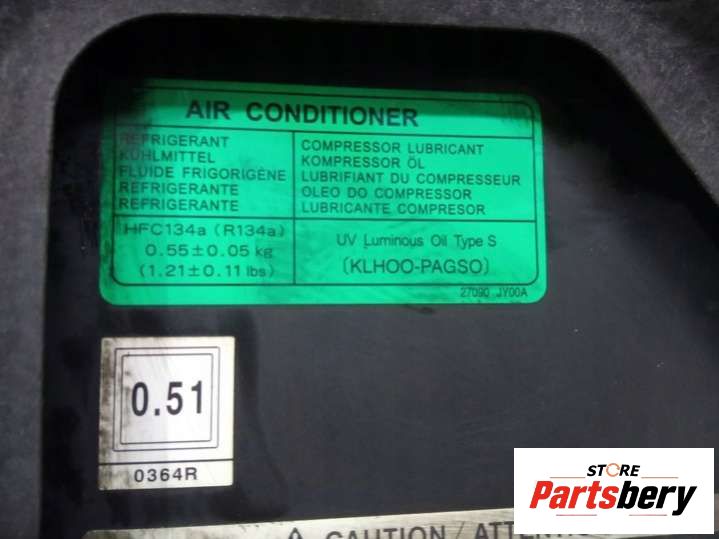 AIR CONDITIONER
REFRIGERANT
KÜHLMITTEL
FLUIDE FRIGORIGÈNE
REFRIGERANTE
REFRIGERANTE
COMPRESSOR LUBRICANT
KOMPRESSOR ÖL
LUBRIFIANT DU COMPRESSEUR
OLEO DO COMPRESSOR
LUBRICANTE COMPRESOR
HFC134a (R134a)
0.55±0.05 kg
(1.21±0.11 lbs)
UV Luminous Oil Type S
(KLHOO-PAGSO)
27090 JY00A
0.51
0364R
CAUTION/ATTENTION
STORE
Partsbery